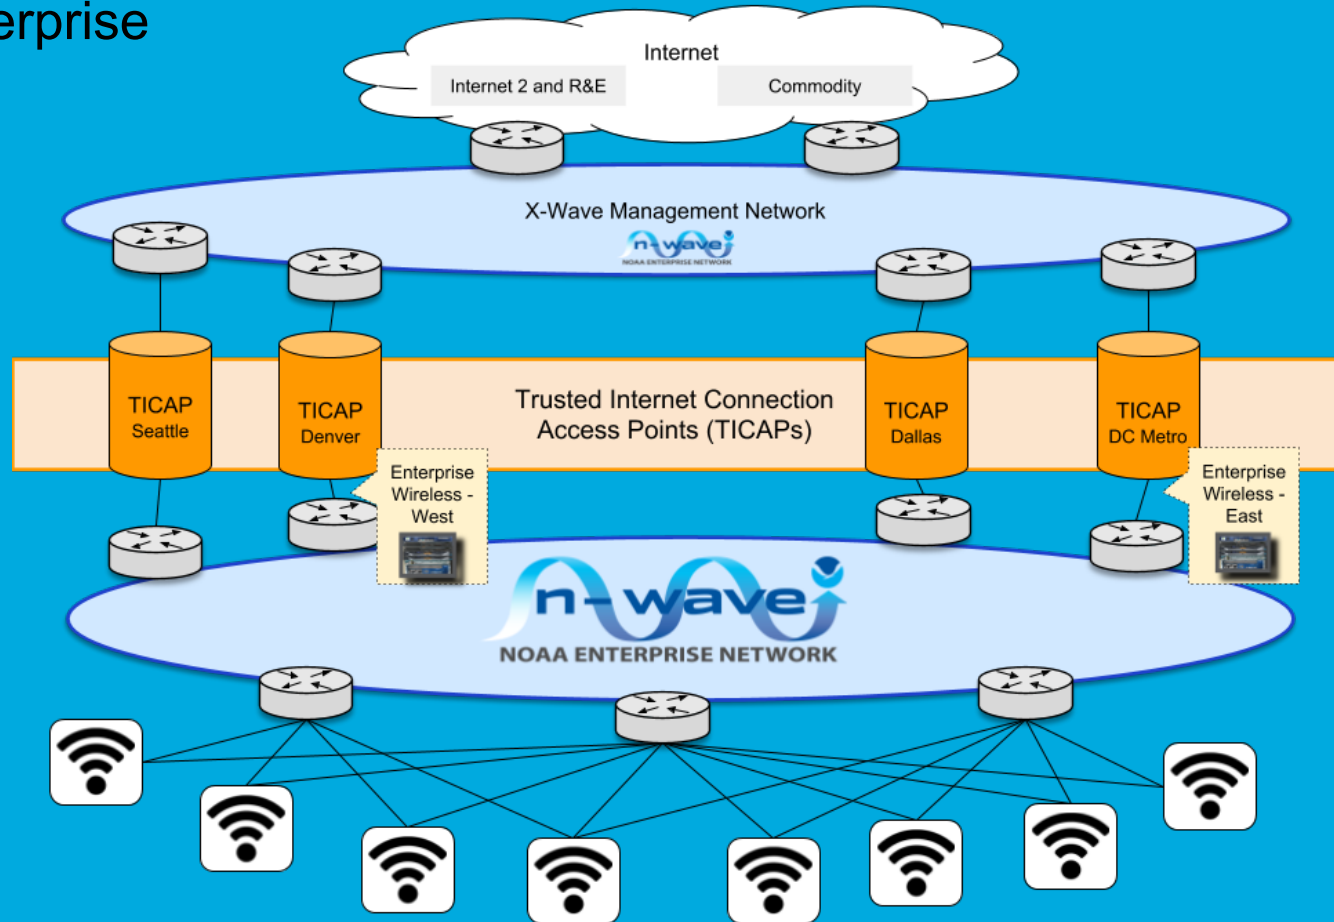 erprise
Internet
Internet 2 and R&E
Commodity
X-Wave Management Network
n-wave
NOAA ENTERPRISE NETWORK
TICAP
Seattle
TICAP
Denver
Trusted Internet Connection
Access Points (TICAPs)
TICAP
Dallas
TICAP
DC Metro
Enterprise
Wireless -
West
Enterprise
Wireless -
East
n-wave
NOAA ENTERPRISE NETWORK